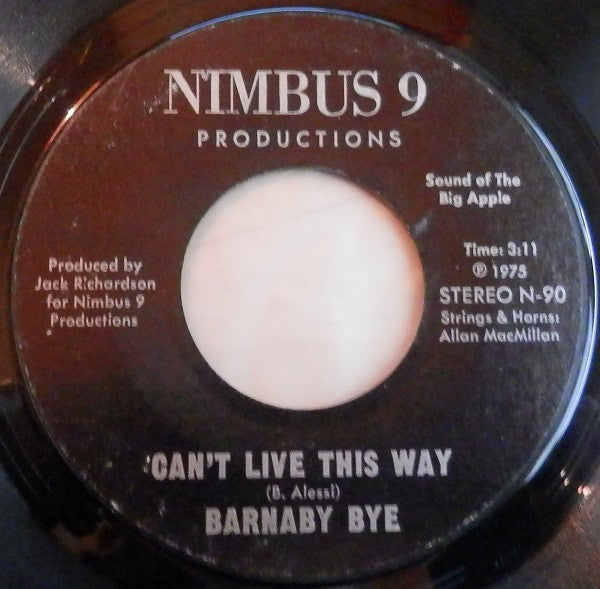 NIMBUS 9
PRODUCTIONS
Sound of The
Big Apple
Produced by
Jack Richardson
for Nimbus 9
Productions
Time: 3:11
℗ 1975
STEREO N-90
Strings & Horns:
Allan MacMillan
CAN'T LIVE THIS WAY
(B. Alessi)
BARNABY BYE